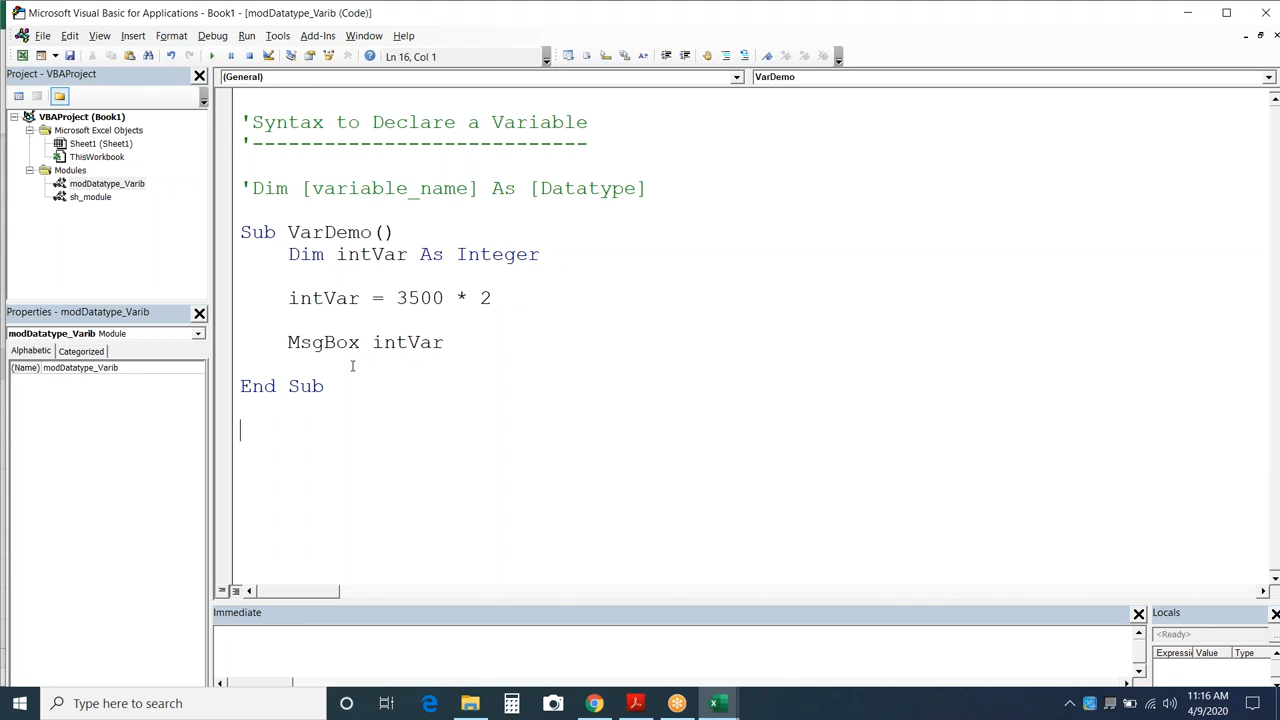 Microsoft Visual Basic for Applications - Book1 - [modDatatype_Varib (Code)]
File Edit View Insert Format Debug Run Tools Add-Ins Window Help
Ln 16, Col 1
Project - VBAProject
(General)
VarDemo
VBAProject (Book1)
Microsoft Excel Objects
Sheet1 (Sheet1)
ThisWorkbook
Modules
modDatatype_Varib
sh_module
Properties - modDatatype_Varib
modDatatype_Varib Module
Alphabetic Categorized
(Name) modDatatype_Varib
'Syntax to Declare a Variable
'----------------------------
'Dim [variable_name] As [Datatype]
Sub VarDemo()
Dim intVar As Integer
intVar = 3500 * 2
MsgBox intVar
End Sub
Immediate
Locals
<Ready>
Expressi Value Type
Type here to search
11:16 AM
4/9/2020